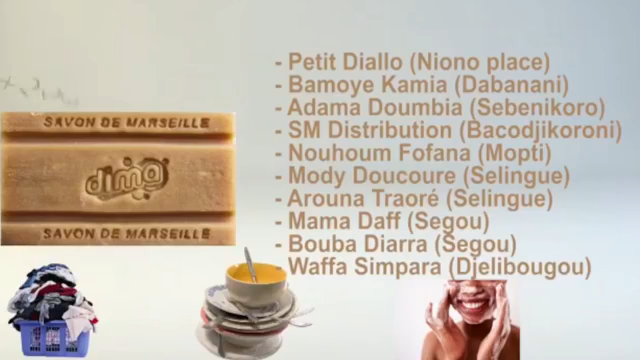 - Petit Diallo (Niono place)
- Bamoye Kamia (Dabanani)
- Adama Doumbia (Sebenikoro)
- SM Distribution (Bacodjikoroni)
- Nouhoum Fofana (Mopti)
- Mody Doucoure (Selingue)
- Arouna Traoré (Selingue)
- Mama Daff (Segou)
- Bouba Diarra (Segou)
Waffa Simpara (Djelibougou)
SAVON DE MARSEILLE
dima
SAVON DE MARSEILLE